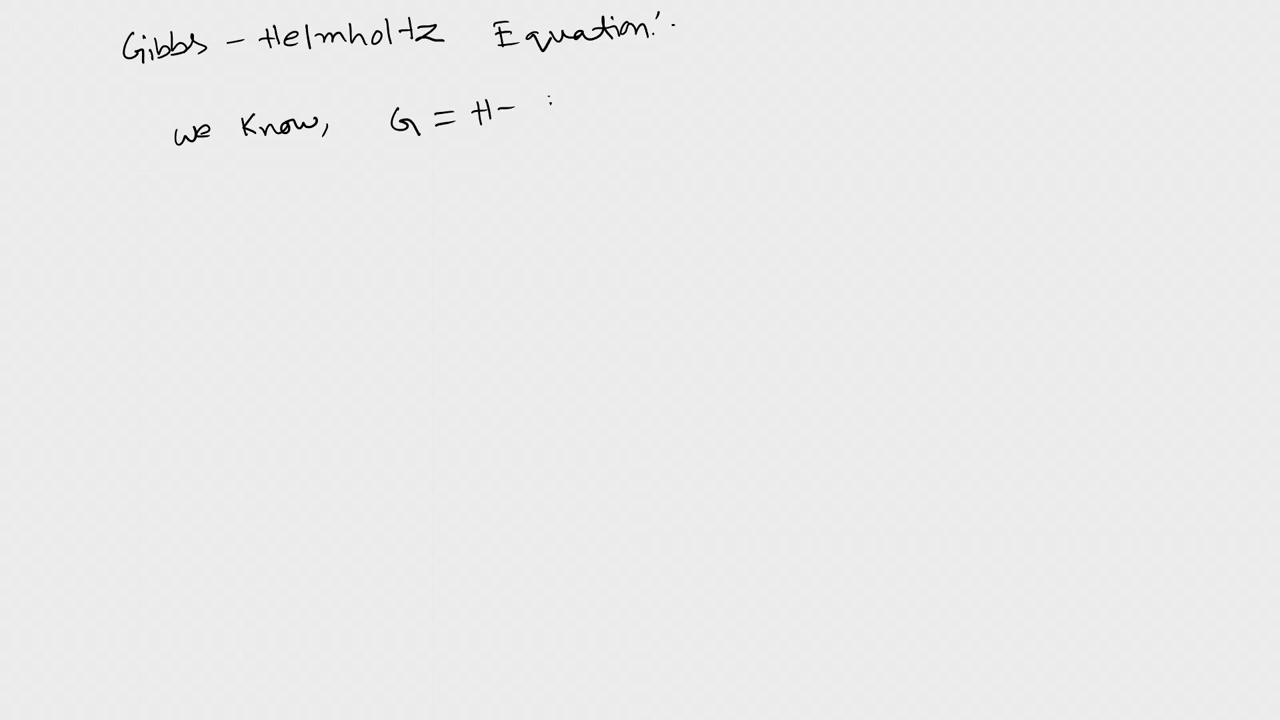 Gibbs - Helmholtz Equation:-
we know, G = H -